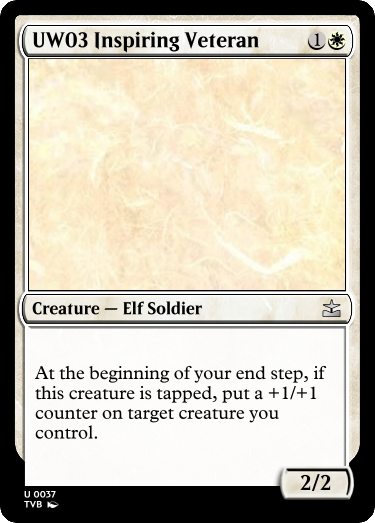 UW03 Inspiring Veteran 1
Creature — Elf Soldier
At the beginning of your end step, if
this creature is tapped, put a +1/+1
counter on target creature you
control.
2/2
U 0037
TVB